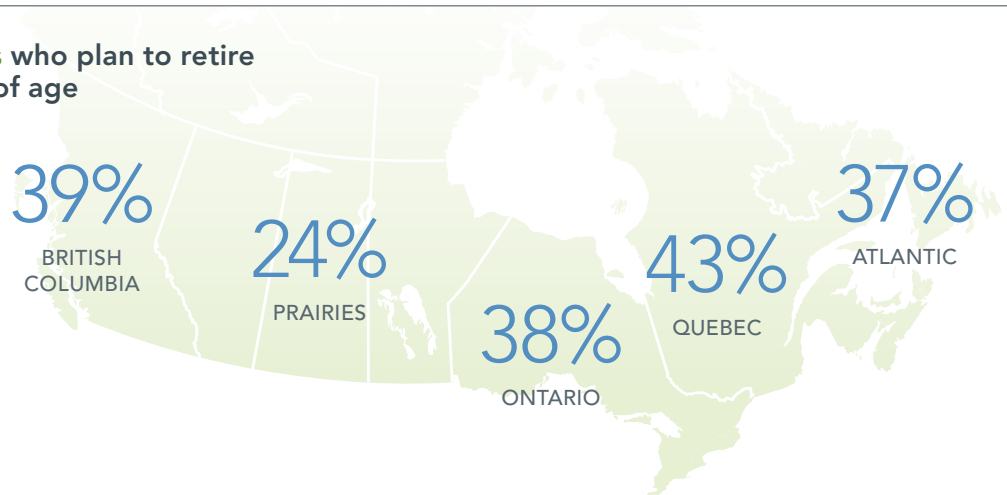 who plan to retire
of age
39%
BRITISH
COLUMBIA
24%
PRAIRIES
38%
ONTARIO
43%
QUEBEC
37%
ATLANTIC